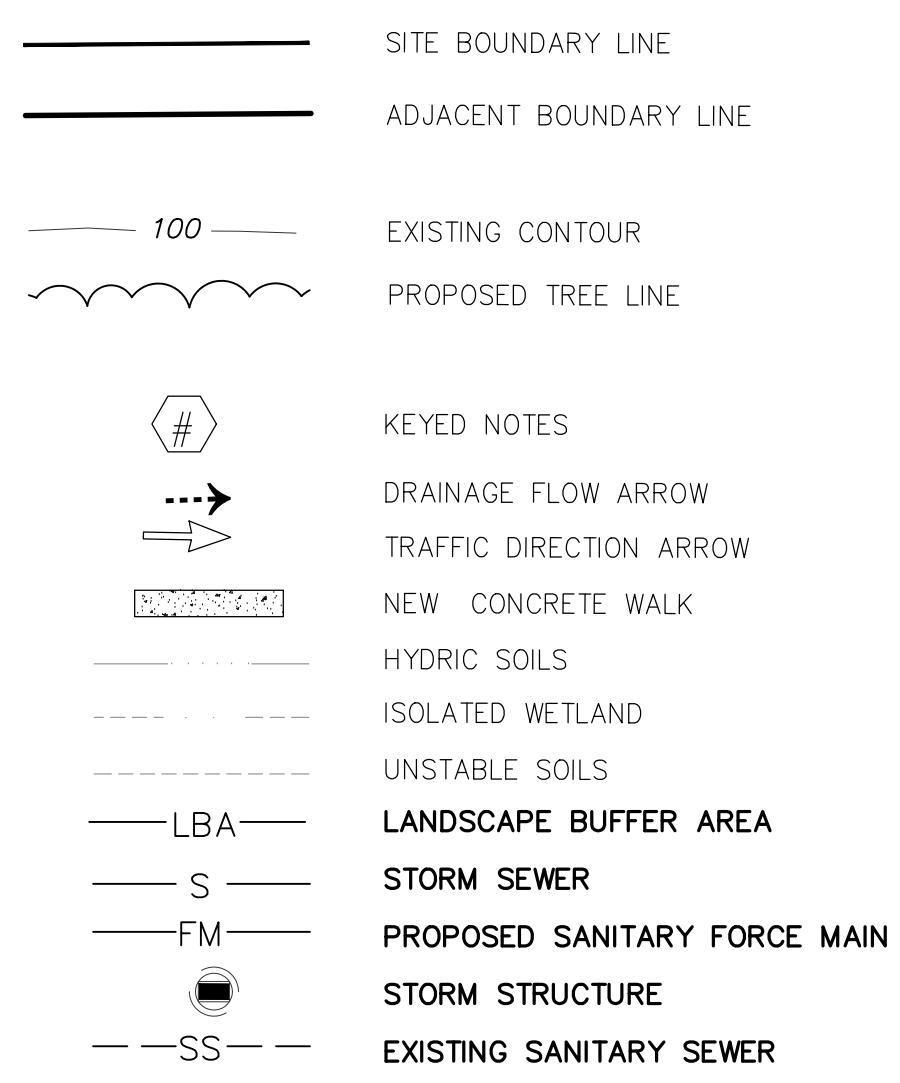 SITE BOUNDARY LINE
ADJACENT BOUNDARY LINE
100 EXISTING CONTOUR
PROPOSED TREE LINE
# KEYED NOTES
DRAINAGE FLOW ARROW
TRAFFIC DIRECTION ARROW
NEW CONCRETE WALK
HYDRIC SOILS
ISOLATED WETLAND
UNSTABLE SOILS
LBA LANDSCAPE BUFFER AREA
S STORM SEWER
FM PROPOSED SANITARY FORCE MAIN
STORM STRUCTURE
SS EXISTING SANITARY SEWER